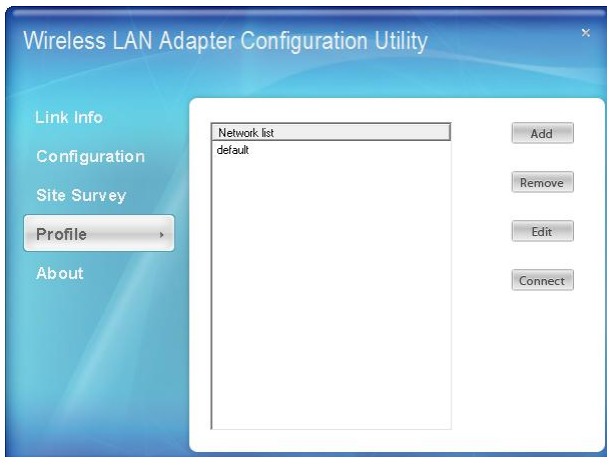 Wireless LAN Adapter Configuration Utility
Link Info
Configuration
Site Survey
Profile
About
Network list
default
Add
Remove
Edit
Connect